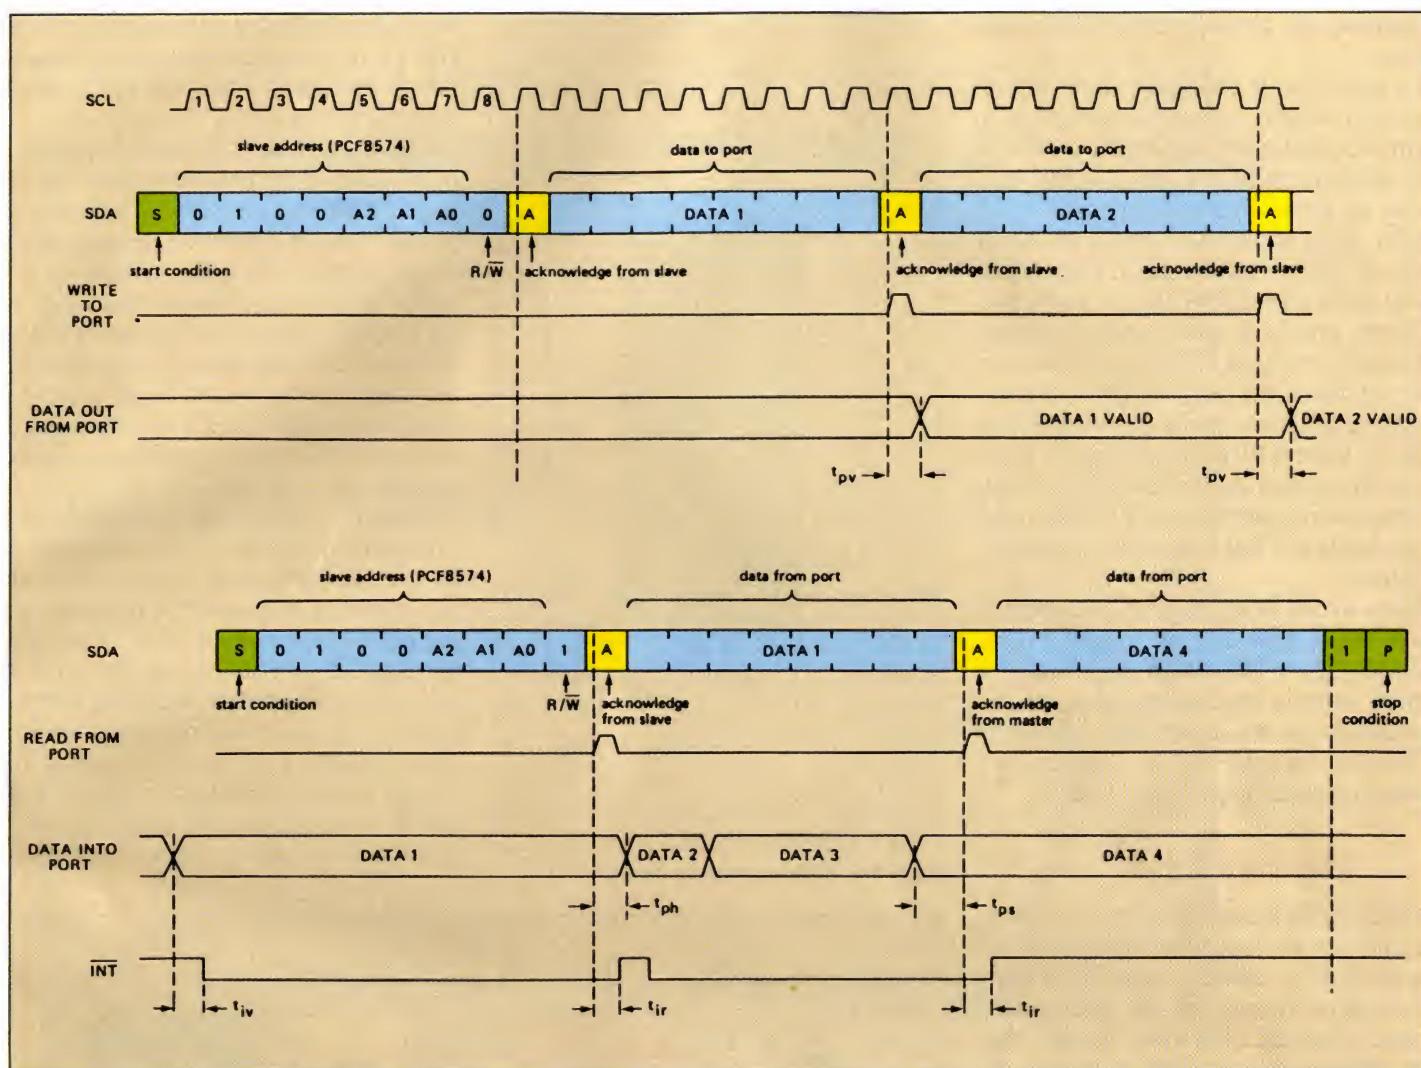 SCL 1 2 3 4 5 6 7 8
slave address (PCF8574) data to port data to port
SDA S 0 1 0 0 A2 A1 A0 0 A DATA 1 A DATA 2 A
start condition R/W̅ acknowledge from slave acknowledge from slave acknowledge from slave
WRITE
TO
PORT
DATA OUT
FROM PORT
DATA 1 VALID DATA 2 VALID
tpv tpv
slave address (PCF8574) data from port data from port
SDA S 0 1 0 0 A2 A1 A0 1 A DATA 1 A DATA 4 1 P
start condition R/W̅ acknowledge
from slave
acknowledge
from master
stop
condition
READ FROM
PORT
DATA INTO
PORT
DATA 1 DATA 2 DATA 3 DATA 4
tph tps
I̅N̅T̅
tiv tir tir